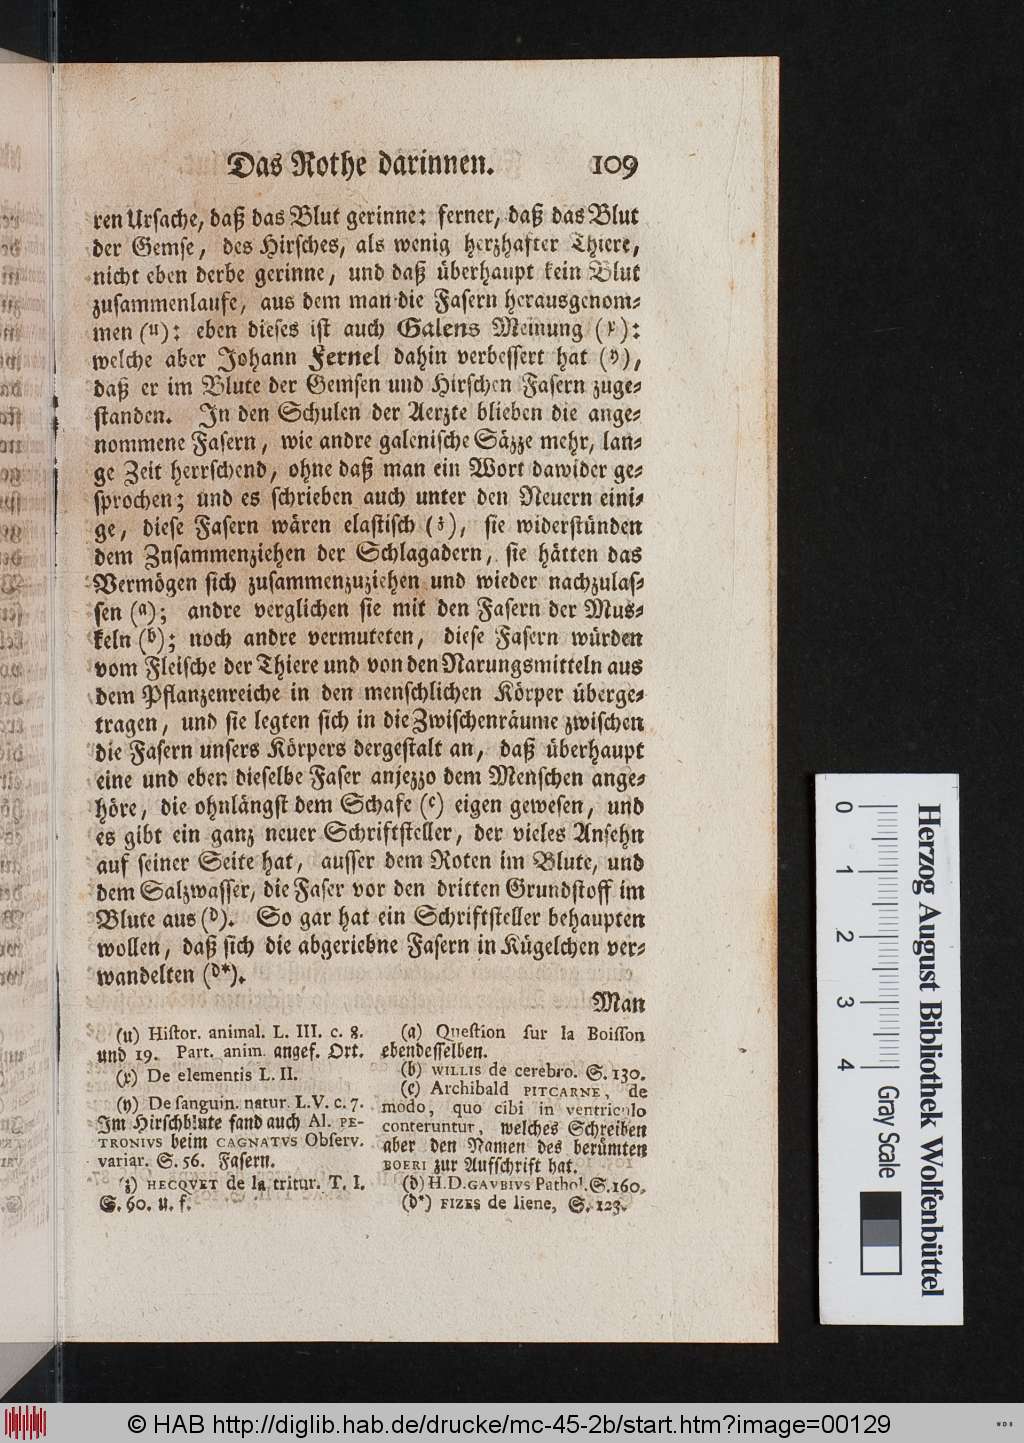 Das Rothe darinnen. 109
ren Ursache, daß das Blut gerinne: ferner, daß das Blut
der Gemse, des Hirsches, als wenig herzhafter Thiere,
nicht eben derbe gerinne, und daß überhaupt kein Blut
zusammenlaufe, aus dem man die Fasern herausgenom-
men (u): eben dieses ist auch Galens Meinung (x):
welche aber Johann Fernel dahin verbessert hat (y),
daß er im Blute der Gemsen und Hirschen Fasern zuge-
standen. In den Schulen der Aerzte blieben die ange-
nommene Fasern, wie andre galenische Säzze mehr, lan-
ge Zeit herrschend, ohne daß man ein Wort dawider ge-
sprochen; und es schrieben auch unter den Neuern eini-
ge, diese Fasern wären elastisch (z), sie widerstünden
dem Zusammenziehen der Schlagadern, sie hätten das
Vermögen sich zusammenzuziehen und wieder nachzulas-
sen (a); andre verglichen sie mit den Fasern der Mus-
keln (b); noch andre vermuteten, diese Fasern würden
vom Fleische der Thiere und von den Narungsmitteln aus
dem Pflanzenreiche in den menschlichen Körper überge-
tragen, und sie legten sich in die Zwischenräume zwischen
die Fasern unsers Körpers dergestalt an, daß überhaupt
eine und eben dieselbe Faser anjezzo dem Menschen ange-
höre, die ohnlängst dem Schafe (c) eigen gewesen, und
es gibt ein ganz neuer Schriftsteller, der vieles Ansehn
auf seiner Seite hat, ausser dem Roten im Blute, und
dem Salzwasser, die Faser vor den dritten Grundstoff im
Blute aus (d). So gar hat ein Schriftsteller behaupten
wollen, daß sich die abgeriebne Fasern in Kügelchen ver-
wandelten (d*).
Man
(u) Histor. animal. L. III. c. 8.
und 19. Part. anim. anges. Ort.
(x) De elementis L. II.
(y) De sanguin. natur. L. V. c. 7.
Im Hirschblute fand auch Al. PE-
TRONIVS beim CAGNATVS Observ.
variar. S. 56. Fasern.
(z) HECQVET de la tritur. T. I.
S. 60. u. f.
(a) Question sur la Boisson
ebendesselben.
(b) WILLIS de cerebro. S. 130.
(c) Archibald PITCARNE, de
modo, quo cibi in ventriculo
conteruntur, welches Schreiben
aber den Namen des berümten
BOERI zur Aufschrift hat.
(d) H. D. GAVBIVS Pathol. S. 160.
(d*) FIZES de liene, S. 123.
0 1 2 3 4
Herzog August Bibliothek Wolfenbüttel
Gray Scale
© HAB http://diglib.hab.de/drucke/mc-45-2b/start.htm?image=00129